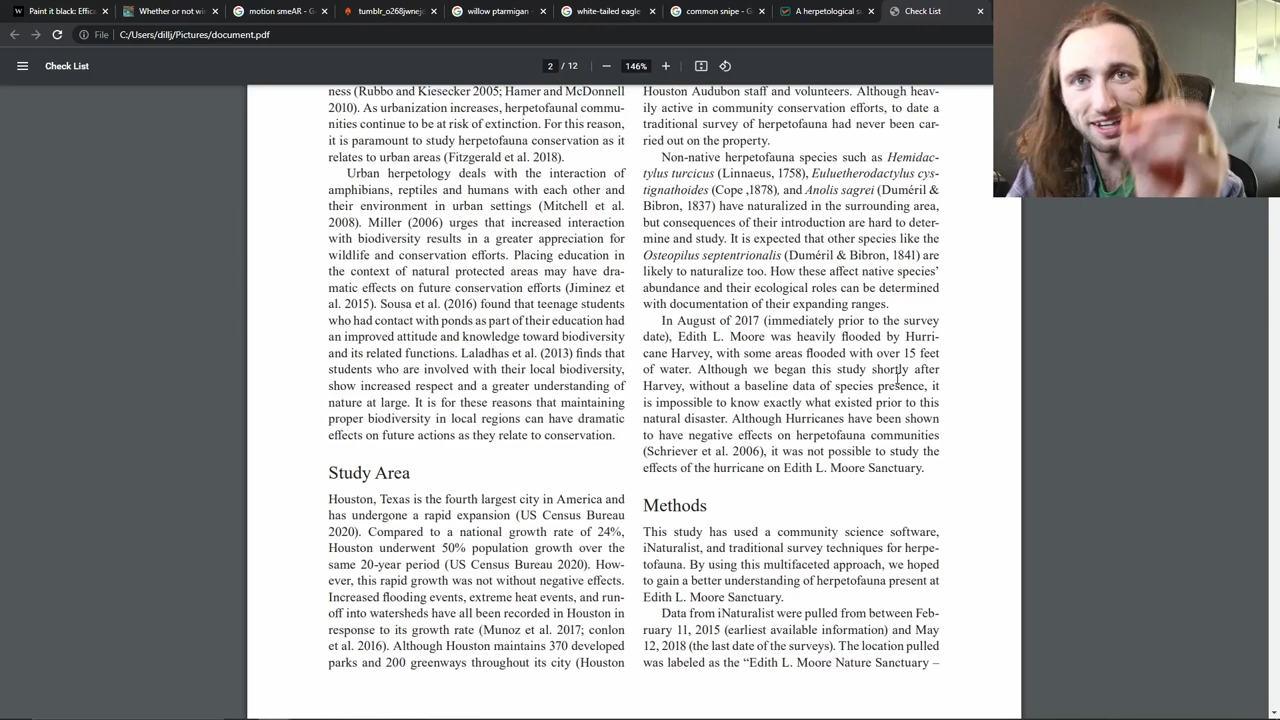 Paint it black: Effica
Whether or not wi
motion smeAR - G
tumblr_o268jwnejo
willow ptarmigan -
white-tailed eagle
common snipe - G
A herpetological s
Check List
File
C:/Users/dillj/Pictures/document.pdf
Check List
2 / 12
146%
ness (Rubbo and Kiesecker 2005; Hamer and McDonnell
2010). As urbanization increases, herpetofaunal commu-
nities continue to be at risk of extinction. For this reason,
it is paramount to study herpetofauna conservation as it
relates to urban areas (Fitzgerald et al. 2018).
Urban herpetology deals with the interaction of
amphibians, reptiles and humans with each other and
their environment in urban settings (Mitchell et al.
2008). Miller (2006) urges that increased interaction
with biodiversity results in a greater appreciation for
wildlife and conservation efforts. Placing education in
the context of natural protected areas may have dra-
matic effects on future conservation efforts (Jiminez et
al. 2015). Sousa et al. (2016) found that teenage students
who had contact with ponds as part of their education had
an improved attitude and knowledge toward biodiversity
and its related functions. Laladhas et al. (2013) finds that
students who are involved with their local biodiversity,
show increased respect and a greater understanding of
nature at large. It is for these reasons that maintaining
proper biodiversity in local regions can have dramatic
effects on future actions as they relate to conservation.
Study Area
Houston, Texas is the fourth largest city in America and
has undergone a rapid expansion (US Census Bureau
2020). Compared to a national growth rate of 24%,
Houston underwent 50% population growth over the
same 20-year period (US Census Bureau 2020). How-
ever, this rapid growth was not without negative effects.
Increased flooding events, extreme heat events, and run-
off into watersheds have all been recorded in Houston in
response to its growth rate (Munoz et al. 2017; conlon
et al. 2016). Although Houston maintains 370 developed
parks and 200 greenways throughout its city (Houston
Houston Audubon staff and volunteers. Although heav-
ily active in community conservation efforts, to date a
traditional survey of herpetofauna had never been car-
ried out on the property.
Non-native herpetofauna species such as Hemidac-
tylus turcicus (Linnaeus, 1758), Euluetherodactylus cys-
tignathoides (Cope ,1878), and Anolis sagrei (Duméril &
Bibron, 1837) have naturalized in the surrounding area,
but consequences of their introduction are hard to deter-
mine and study. It is expected that other species like the
Osteopilus septentrionalis (Duméril & Bibron, 1841) are
likely to naturalize too. How these affect native species’
abundance and their ecological roles can be determined
with documentation of their expanding ranges.
In August of 2017 (immediately prior to the survey
date), Edith L. Moore was heavily flooded by Hurri-
cane Harvey, with some areas flooded with over 15 feet
of water. Although we began this study shortly after
Harvey, without a baseline data of species presence, it
is impossible to know exactly what existed prior to this
natural disaster. Although Hurricanes have been shown
to have negative effects on herpetofauna communities
(Schriever et al. 2006), it was not possible to study the
effects of the hurricane on Edith L. Moore Sanctuary.
Methods
This study has used a community science software,
iNaturalist, and traditional survey techniques for herpe-
tofauna. By using this multifaceted approach, we hoped
to gain a better understanding of herpetofauna present at
Edith L. Moore Sanctuary.
Data from iNaturalist were pulled from between Feb-
ruary 11, 2015 (earliest available information) and May
12, 2018 (the last date of the surveys). The location pulled
was labeled as the “Edith L. Moore Nature Sanctuary –